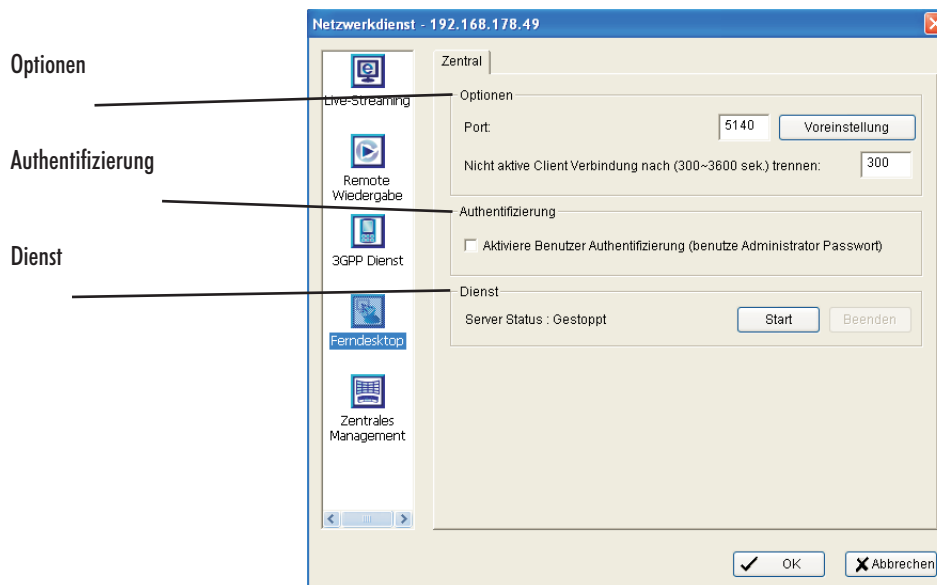 Netzwerkdienst - 192.168.178.49
Optionen
Authentifizierung
Dienst
Live-Streaming
Remote
Wiedergabe
3GPP Dienst
Ferndesktop
Zentrales
Management
Zentral
Optionen
Port: 5140 Voreinstellung
Nicht aktive Client Verbindung nach (300~3600 sek.) trennen: 300
Authentifizierung
Aktiviere Benutzer Authentifizierung (benutze Administrator Passwort)
Dienst
Server Status : Gestoppt Start Beenden
OK Abbrechen